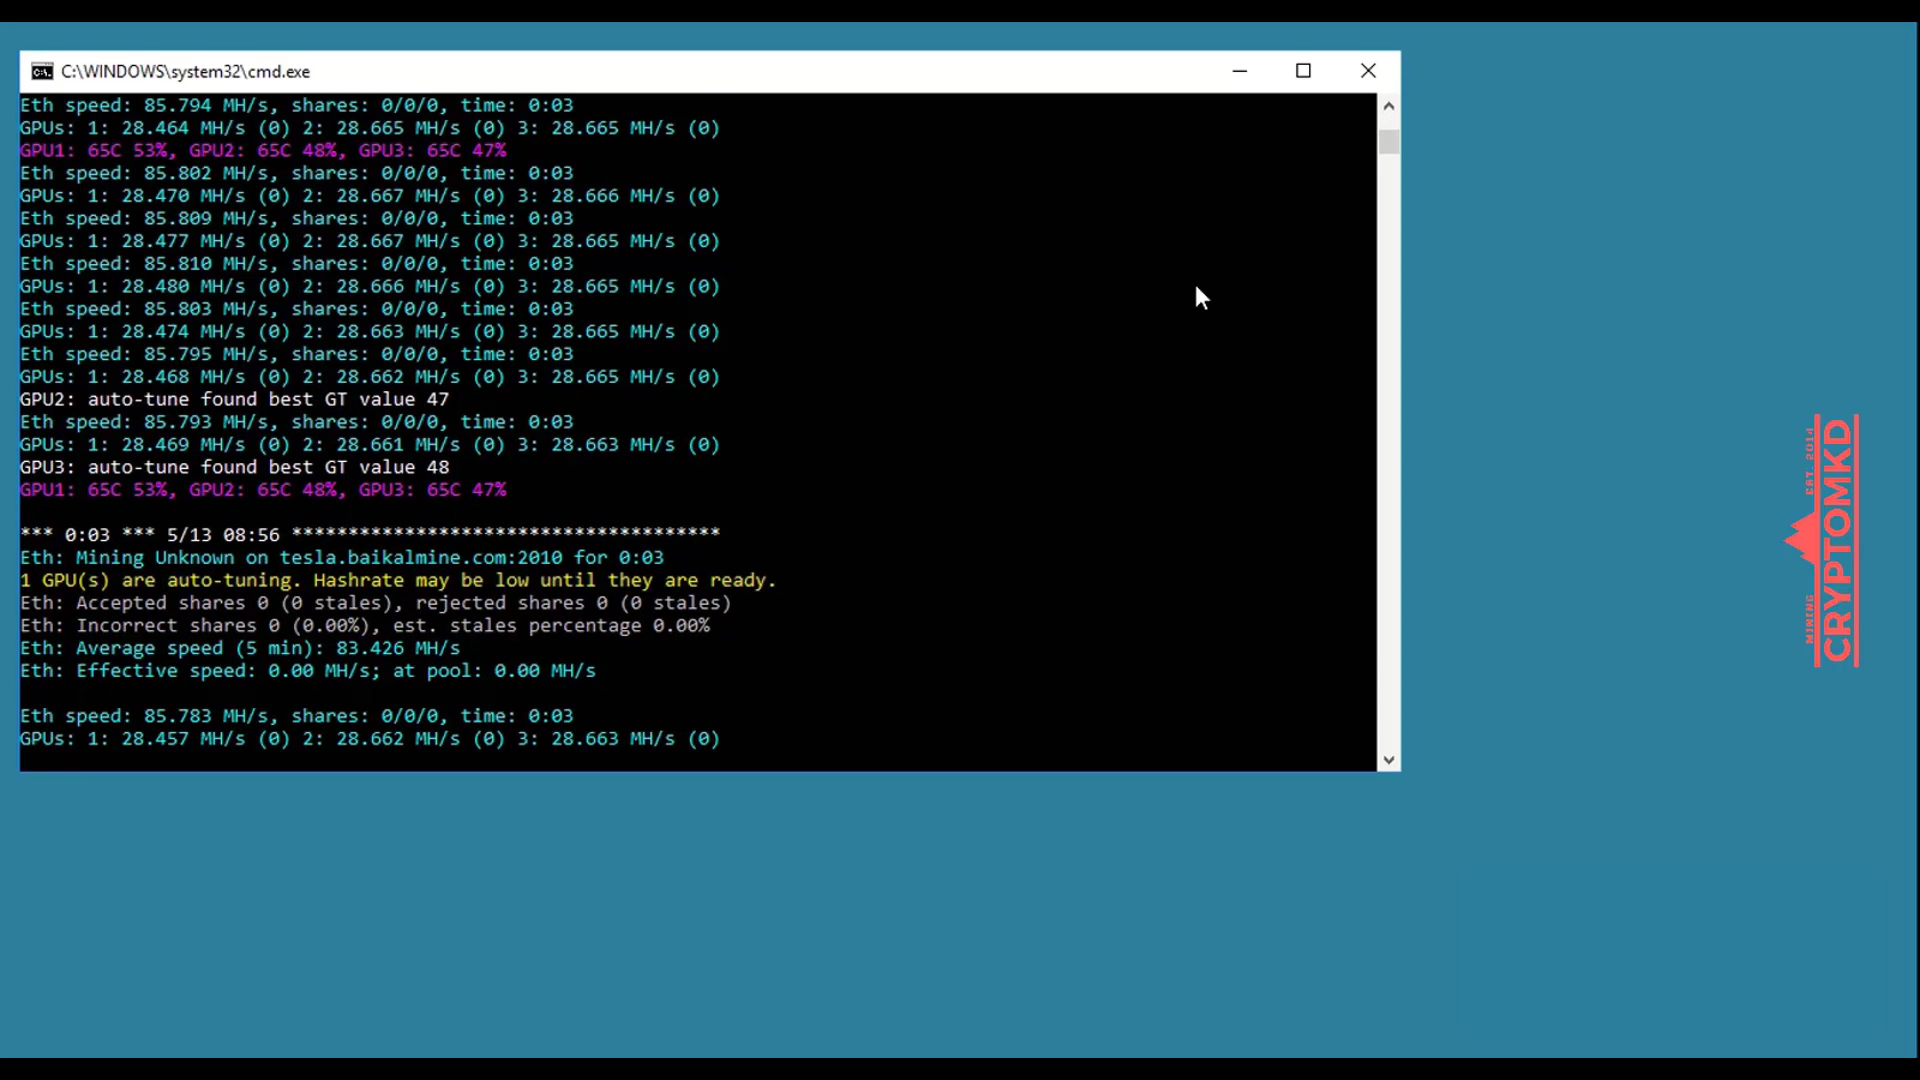 C:\WINDOWS\system32\cmd.exe
Eth speed: 85.794 MH/s, shares: 0/0/0, time: 0:03
GPUs: 1: 28.464 MH/s (0) 2: 28.665 MH/s (0) 3: 28.665 MH/s (0)
GPU1: 65C 53%, GPU2: 65C 48%, GPU3: 65C 47%
Eth speed: 85.802 MH/s, shares: 0/0/0, time: 0:03
GPUs: 1: 28.470 MH/s (0) 2: 28.667 MH/s (0) 3: 28.666 MH/s (0)
Eth speed: 85.809 MH/s, shares: 0/0/0, time: 0:03
GPUs: 1: 28.477 MH/s (0) 2: 28.667 MH/s (0) 3: 28.665 MH/s (0)
Eth speed: 85.810 MH/s, shares: 0/0/0, time: 0:03
GPUs: 1: 28.480 MH/s (0) 2: 28.666 MH/s (0) 3: 28.665 MH/s (0)
Eth speed: 85.803 MH/s, shares: 0/0/0, time: 0:03
GPUs: 1: 28.474 MH/s (0) 2: 28.663 MH/s (0) 3: 28.665 MH/s (0)
Eth speed: 85.795 MH/s, shares: 0/0/0, time: 0:03
GPUs: 1: 28.468 MH/s (0) 2: 28.662 MH/s (0) 3: 28.665 MH/s (0)
GPU2: auto-tune found best GT value 47
Eth speed: 85.793 MH/s, shares: 0/0/0, time: 0:03
GPUs: 1: 28.469 MH/s (0) 2: 28.661 MH/s (0) 3: 28.663 MH/s (0)
GPU3: auto-tune found best GT value 48
GPU1: 65C 53%, GPU2: 65C 48%, GPU3: 65C 47%
*** 0:03 *** 5/13 08:56 **************************************
Eth: Mining Unknown on tesla.baikalmine.com:2010 for 0:03
1 GPU(s) are auto-tuning. Hashrate may be low until they are ready.
Eth: Accepted shares 0 (0 stales), rejected shares 0 (0 stales)
Eth: Incorrect shares 0 (0.00%), est. stales percentage 0.00%
Eth: Average speed (5 min): 83.426 MH/s
Eth: Effective speed: 0.00 MH/s; at pool: 0.00 MH/s
Eth speed: 85.783 MH/s, shares: 0/0/0, time: 0:03
GPUs: 1: 28.457 MH/s (0) 2: 28.662 MH/s (0) 3: 28.663 MH/s (0)
MINING EST. 2014
CRYPTOMKD